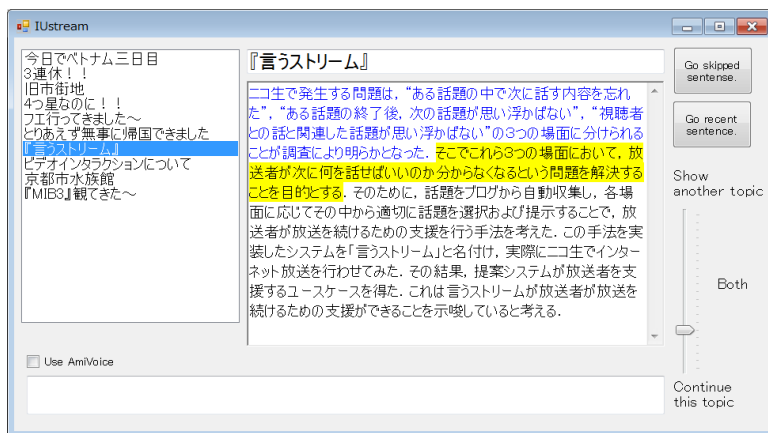 IUstream
今日でベトナム三日目
3連休！！
旧市街地
4つ星なのに！！
フエ行ってきました～
とりあえず無事に帰国できました
『言うストリーム』
ビデオインタラクションについて
京都市水族館
『MIB3』観てきた～
『言うストリーム』
ニコ生で発生する問題は，“ある話題の中で次に話す内容を忘れ
た”，“ある話題の終了後，次の話題が思い浮かばない”，“視聴者
との話と関連した話題が思い浮かばない”の3つの場面に分けられる
ことが調査により明らかとなった．そこでこれら3つの場面において，放
送者が次に何を話せばいいのか分からなくなるという問題を解決する
ことを目的とする．そのために，話題をブログから自動収集し，各場
面に応じてその中から適切に話題を選択および提示することで，放
送者が放送を続けるための支援を行う手法を考えた．この手法を実
装したシステムを「言うストリーム」と名付け，実際にニコ生でインター
ネット放送を行わせてみた．その結果，提案システムが放送者を支
援するユースケースを得た．これは言うストリームが放送者が放送を
続けるための支援ができることを示唆していると考える．
Go skipped
sentense.
Go recent
sentence.
Show
another topic
Both
Continue
this topic
Use AmiVoice